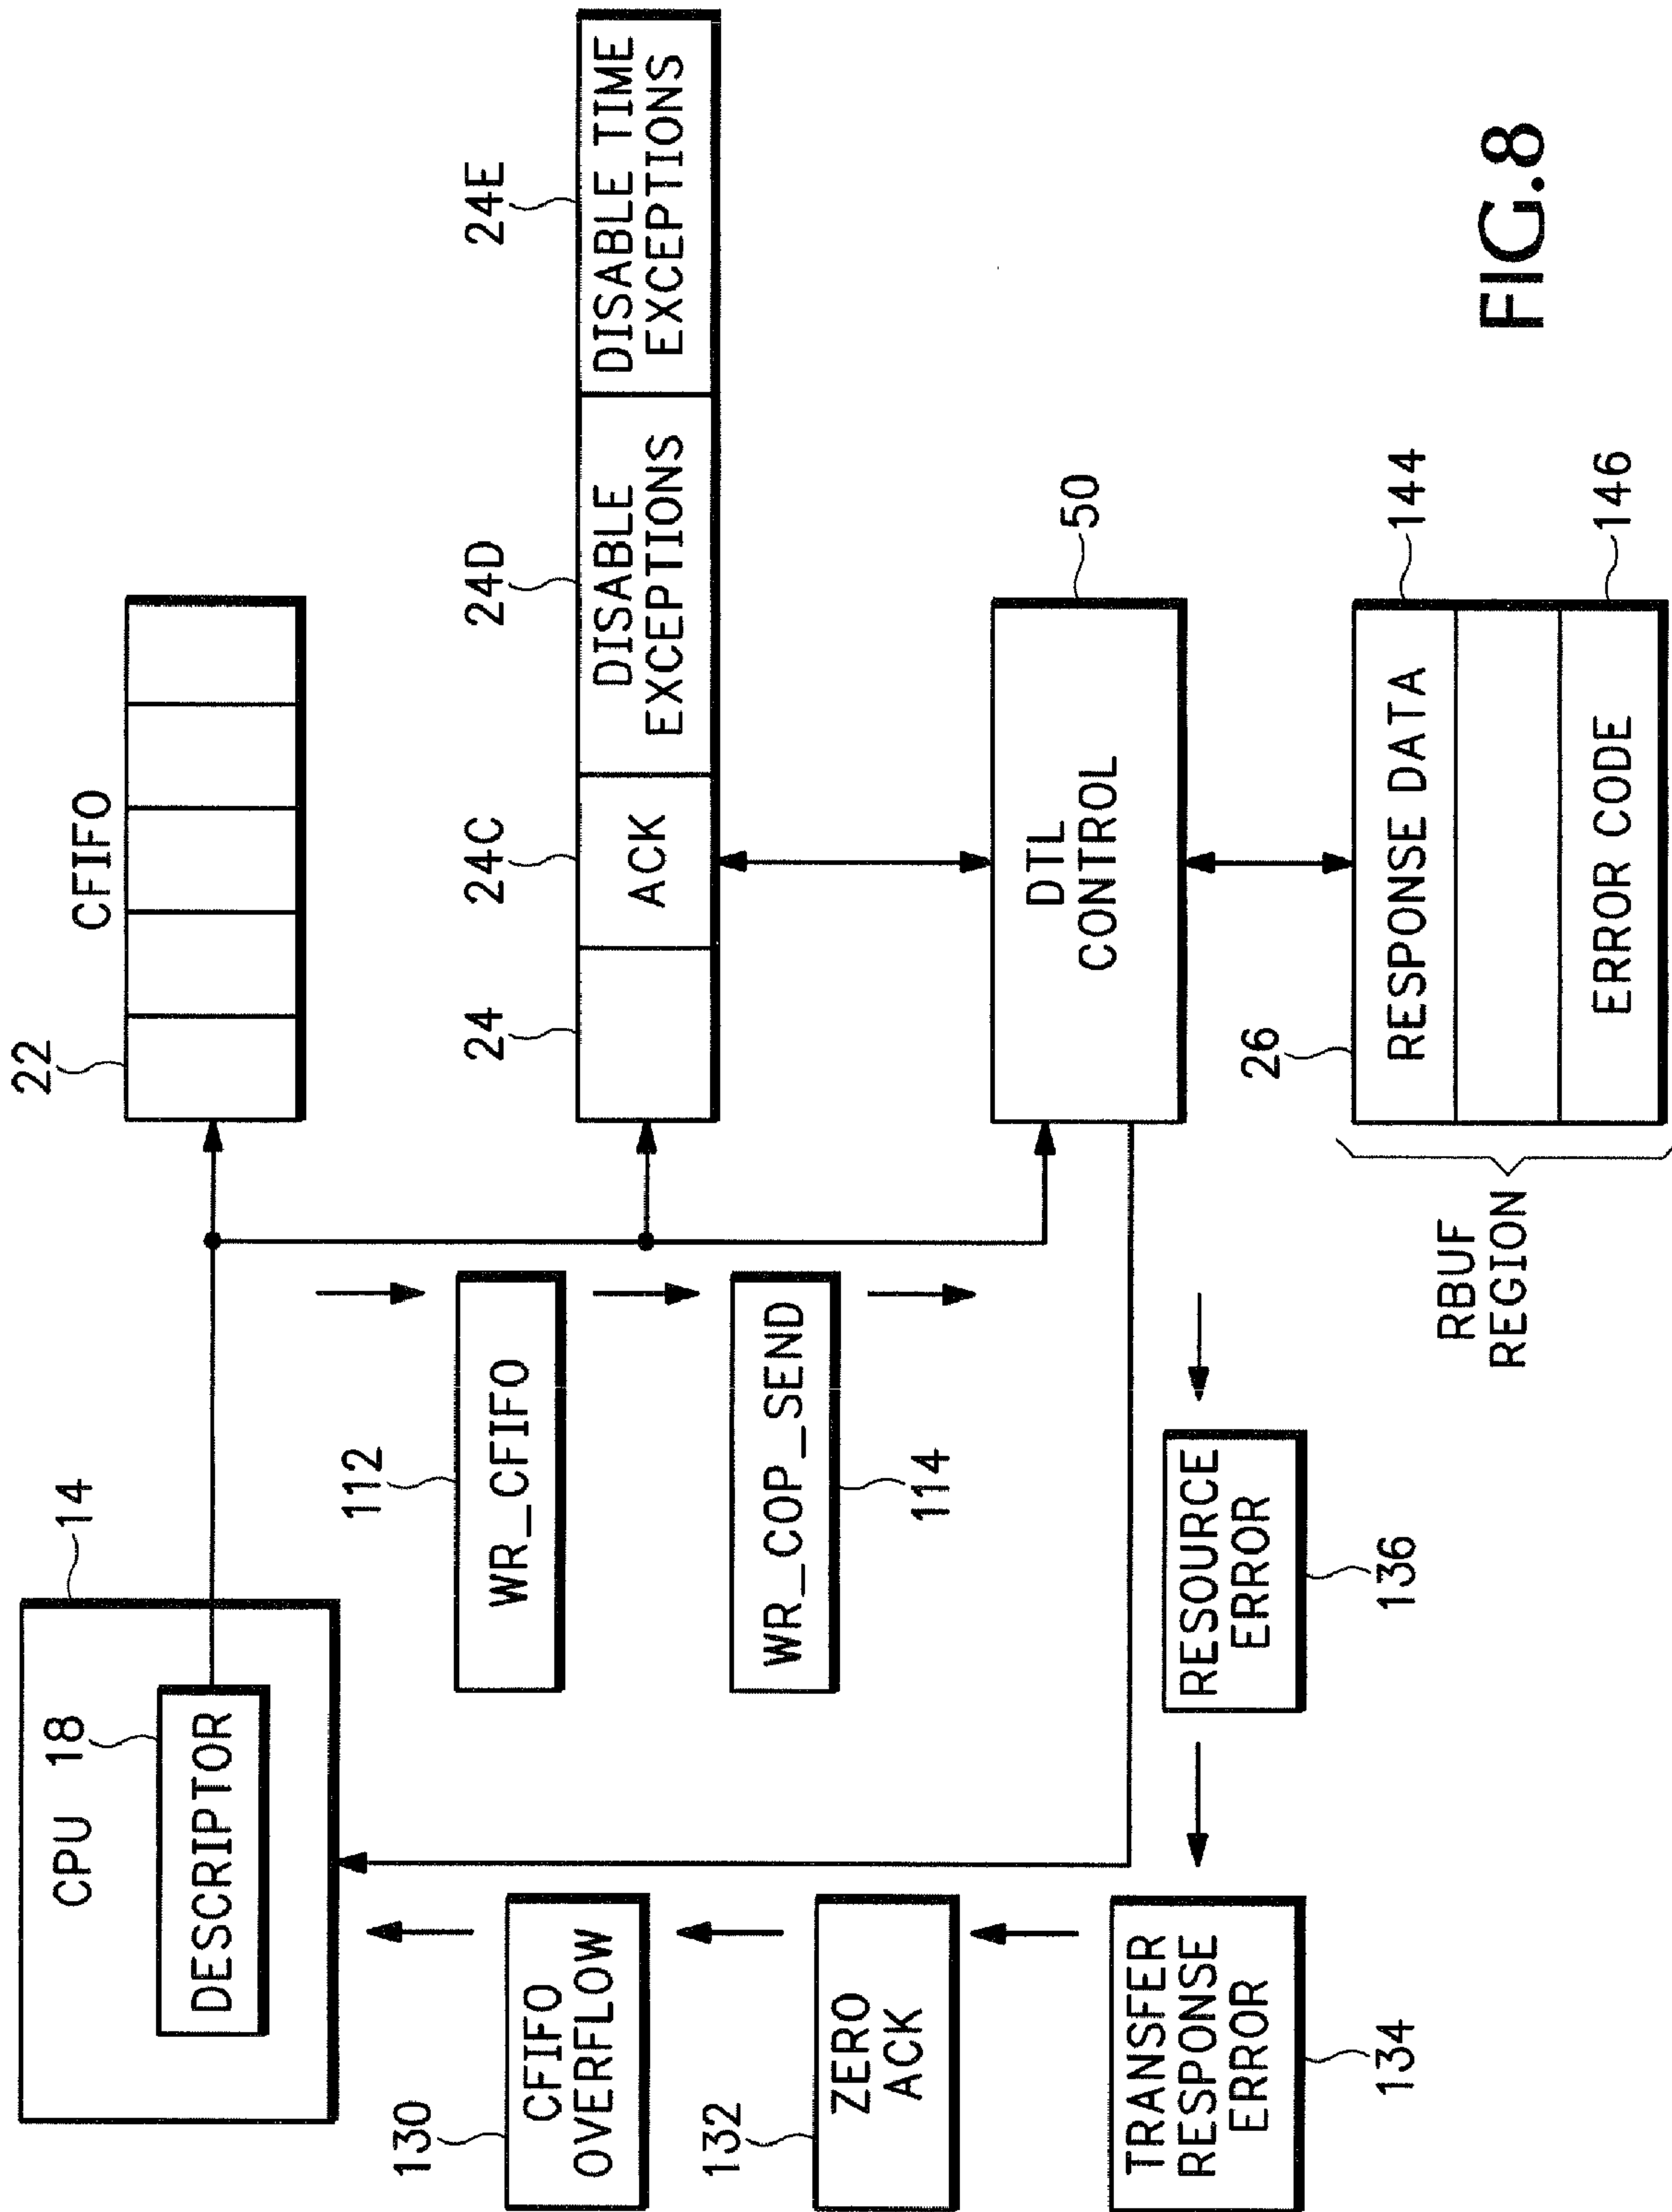 14
CPU 18
DESCRIPTOR
22
CFIFO
112
WR_CFIFO
WR_COP_SEND
114
24
24C
24D
24E
ACK
DISABLE
EXCEPTIONS
DISABLE TIME
EXCEPTIONS
130
CFIFO
OVERFLOW
132
ZERO
ACK
TRANSFER
RESPONSE
ERROR
134
RESOURCE
ERROR
136
DTL
CONTROL
50
26
RBUF
REGION
RESPONSE DATA
144
ERROR CODE
146
FIG.8